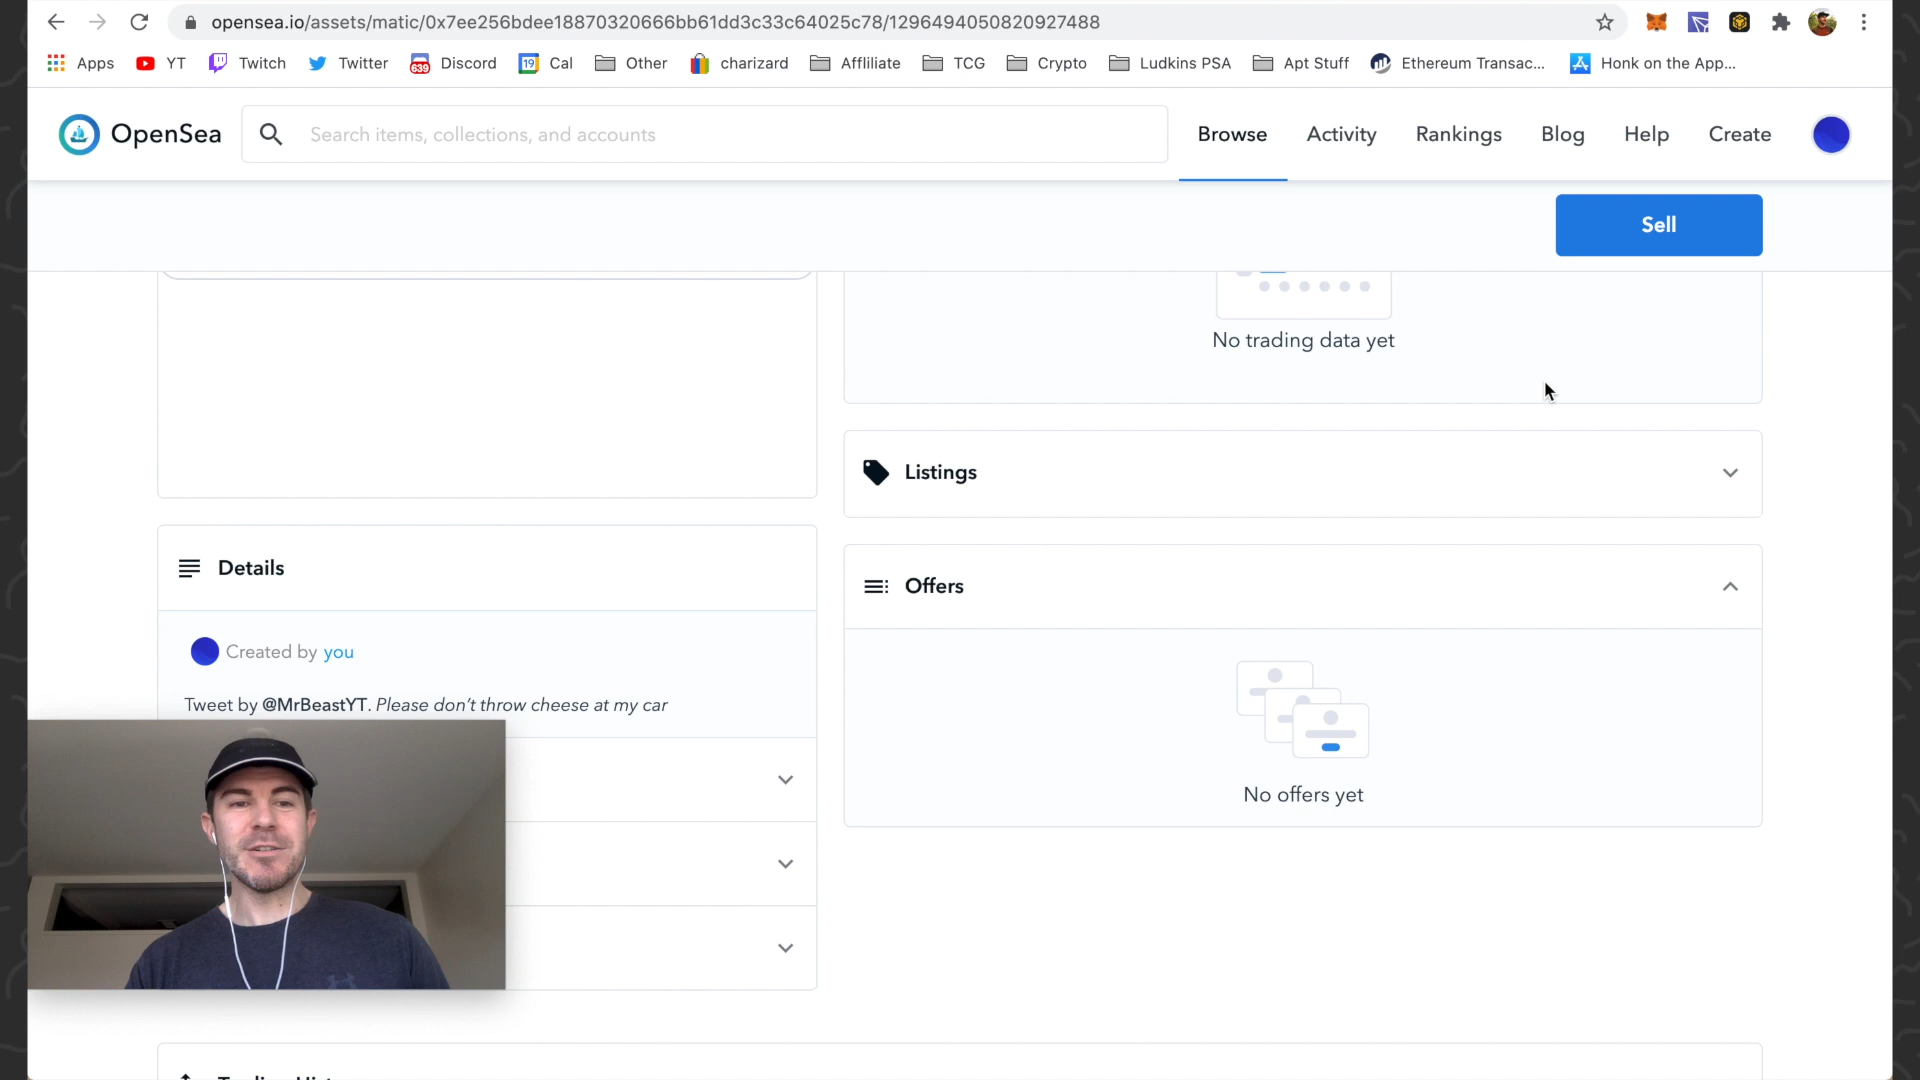 opensea.io/assets/matic/0x7ee256bdee18870320666bb61dd3c33c64025c78/1296494050820927488
Apps YT Twitch Twitter 639 Discord 19 Cal Other charizard Affliliate TCG Crypto Ludkins PSA Apt Stuff Ethereum Transac... Honk on the App...
OpenSea Search items, collections, and accounts Browse Activity Rankings Blog Help Create
Sell
No trading data yet
Listings
Details
Offers
Created by you
Tweet by @MrBeastYT. Please don't throw cheese at my car
No offers yet